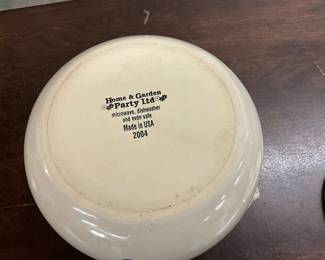 Home & Garden
Party Ltd
microwave, dishwasher
and oven safe
Made in USA
2004